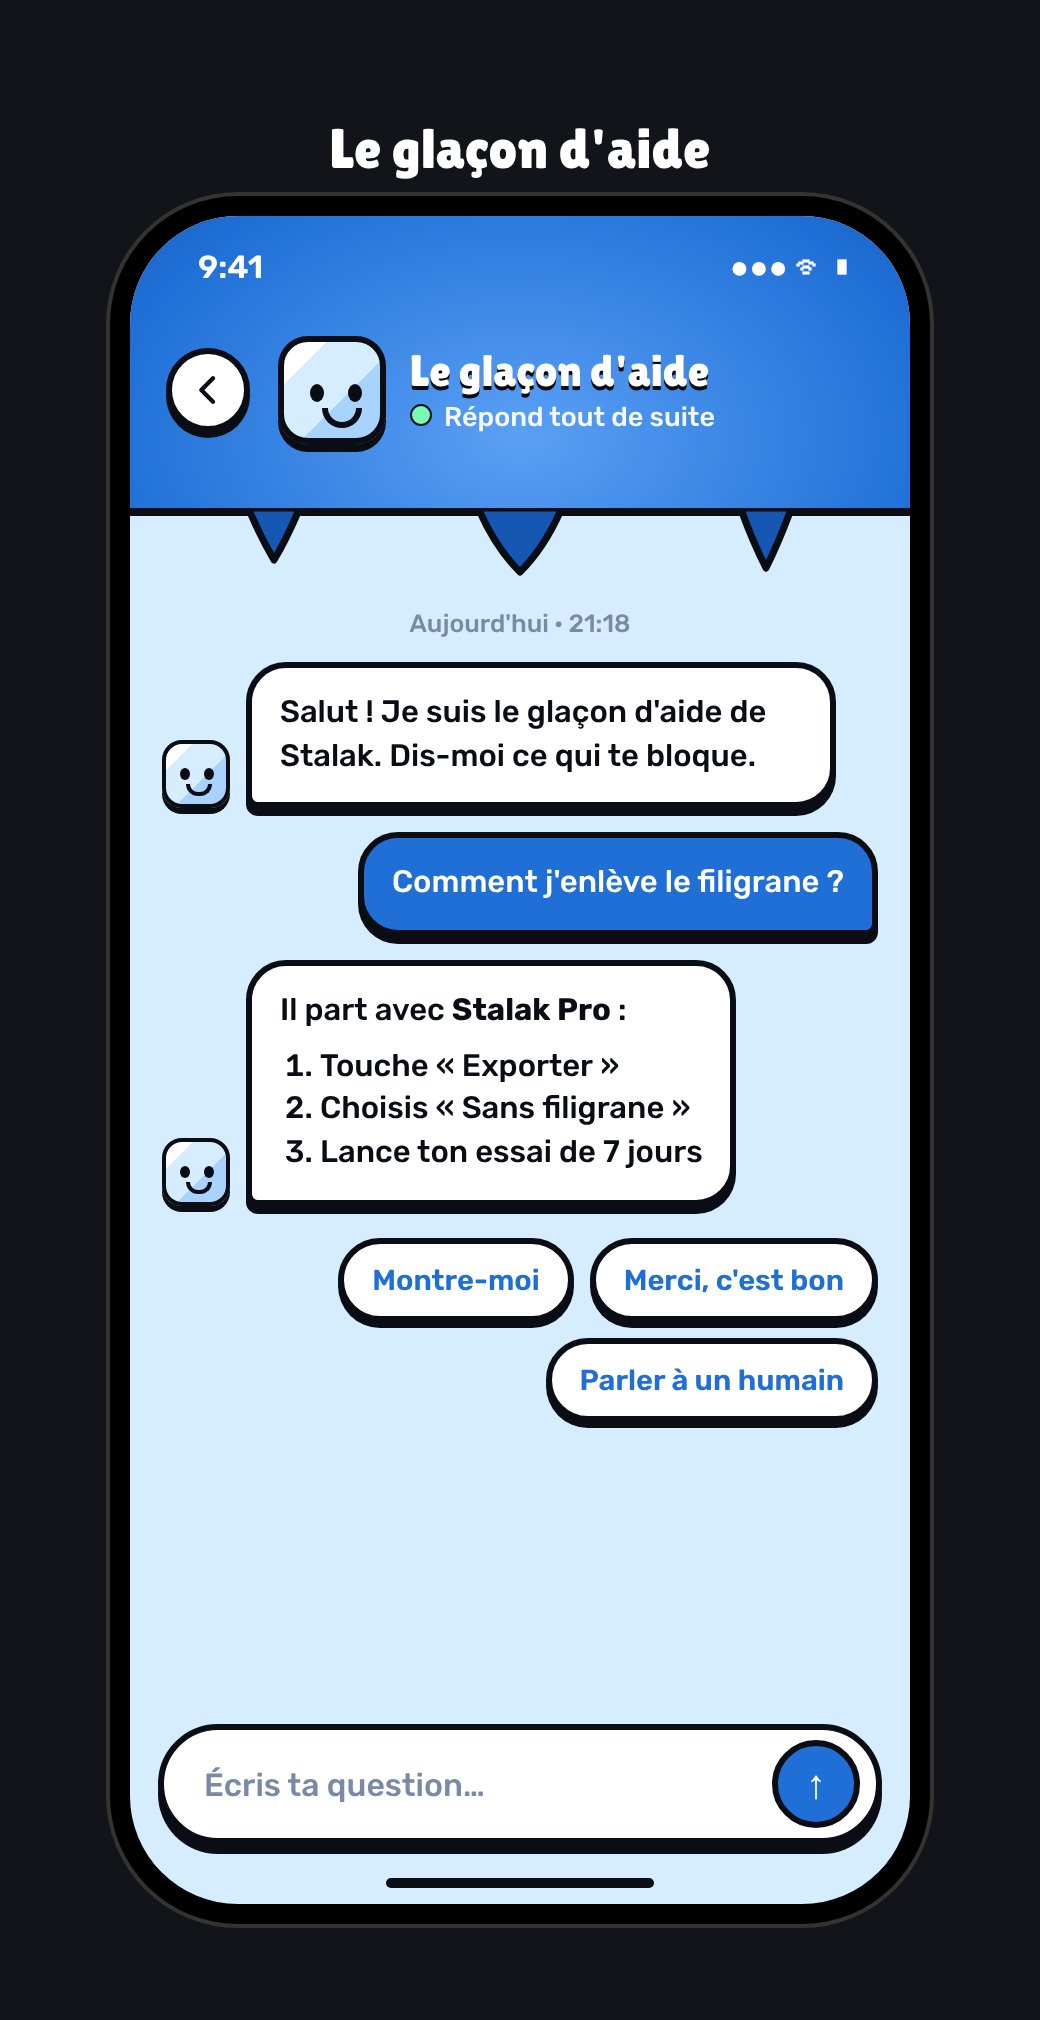 Le glaçon d'aide
9:41
Le glaçon d'aide
Répond tout de suite
Aujourd'hui • 21:18
Salut ! Je suis le glaçon d'aide de
Stalak. Dis-moi ce qui te bloque.
Comment j'enlève le filigrane ?
Il part avec Stalak Pro :
1. Touche « Exporter »
2. Choisis « Sans filigrane »
3. Lance ton essai de 7 jours
Montre-moi
Merci, c'est bon
Parler à un humain
Écris ta question…